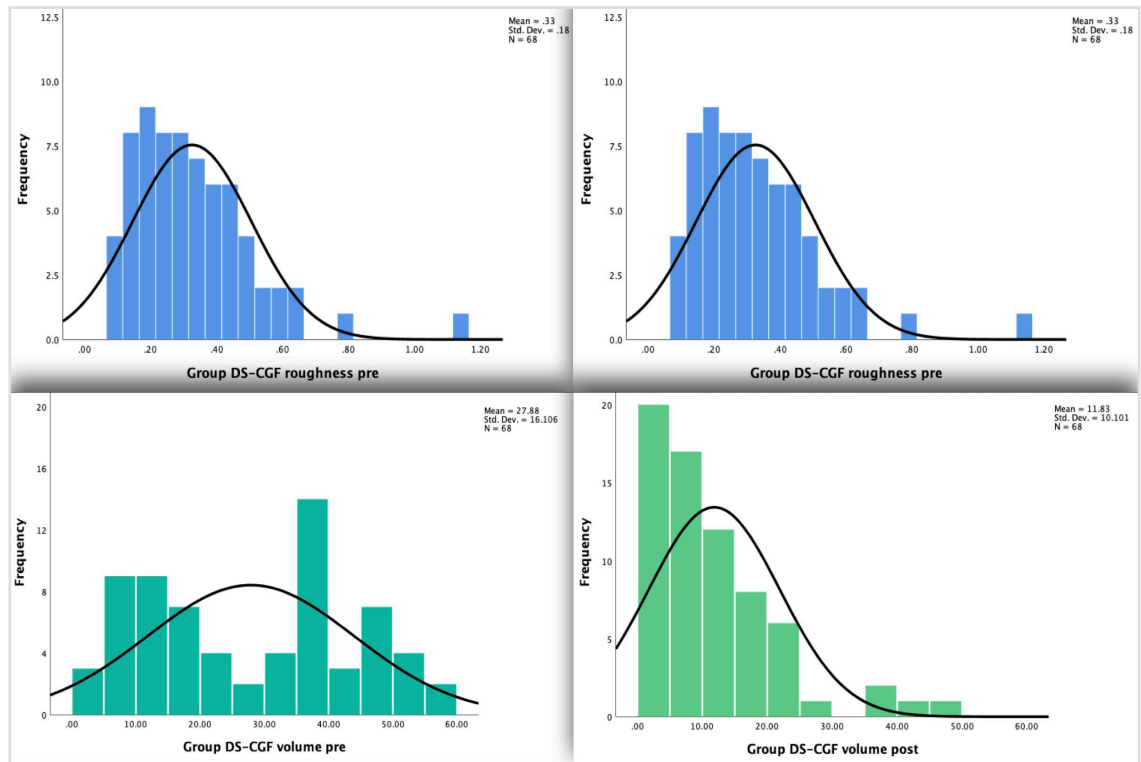 12.5
Mean = .33
Std. Dev. = .18
N = 68
10.0
7.5
5.0
2.5
0.0
Frequency
.00 .20 .40 .60 .80 1.00 1.20
Group DS-CGF roughness pre
12.5
Mean = .33
Std. Dev. = .18
N = 68
10.0
7.5
5.0
2.5
0.0
Frequency
.00 .20 .40 .60 .80 1.00 1.20
Group DS-CGF roughness pre
20
Mean = 27.88
Std. Dev. = 16.106
N = 68
16
12
8
4
0
Frequency
.00 10.00 20.00 30.00 40.00 50.00 60.00
Group DS-CGF volume pre
20
Mean = 11.83
Std. Dev. = 10.101
N = 68
15
10
5
0
Frequency
.00 10.00 20.00 30.00 40.00 50.00 60.00
Group DS-CGF volume post